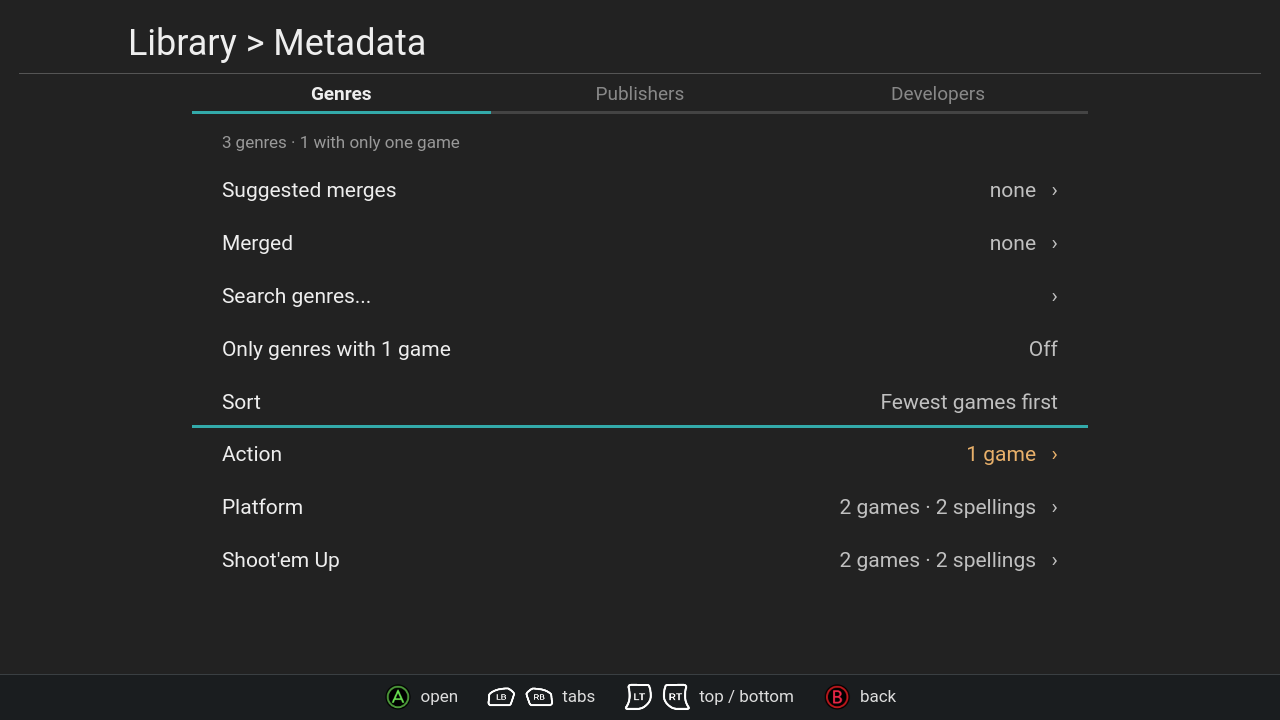 Library > Metadata
Genres Publishers Developers
3 genres · 1 with only one game
Suggested merges none ›
Merged none ›
Search genres... ›
Only genres with 1 game Off
Sort Fewest games first
Action 1 game ›
Platform 2 games · 2 spellings ›
Shoot'em Up 2 games · 2 spellings ›
A open LB RB tabs LT RT top / bottom B back